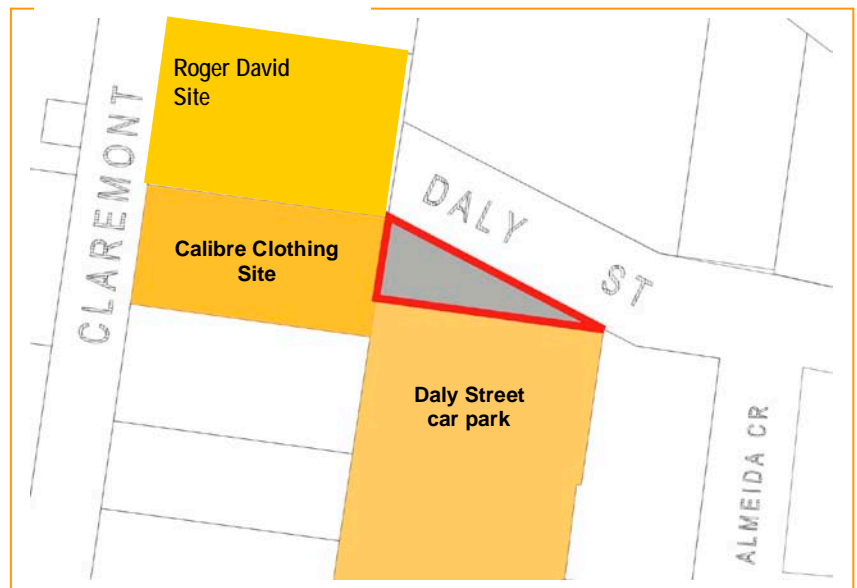 Roger David
Site
CLAREMONT
DALY ST
Calibre Clothing
Site
Daly Street
car park
ALMEIDA CR